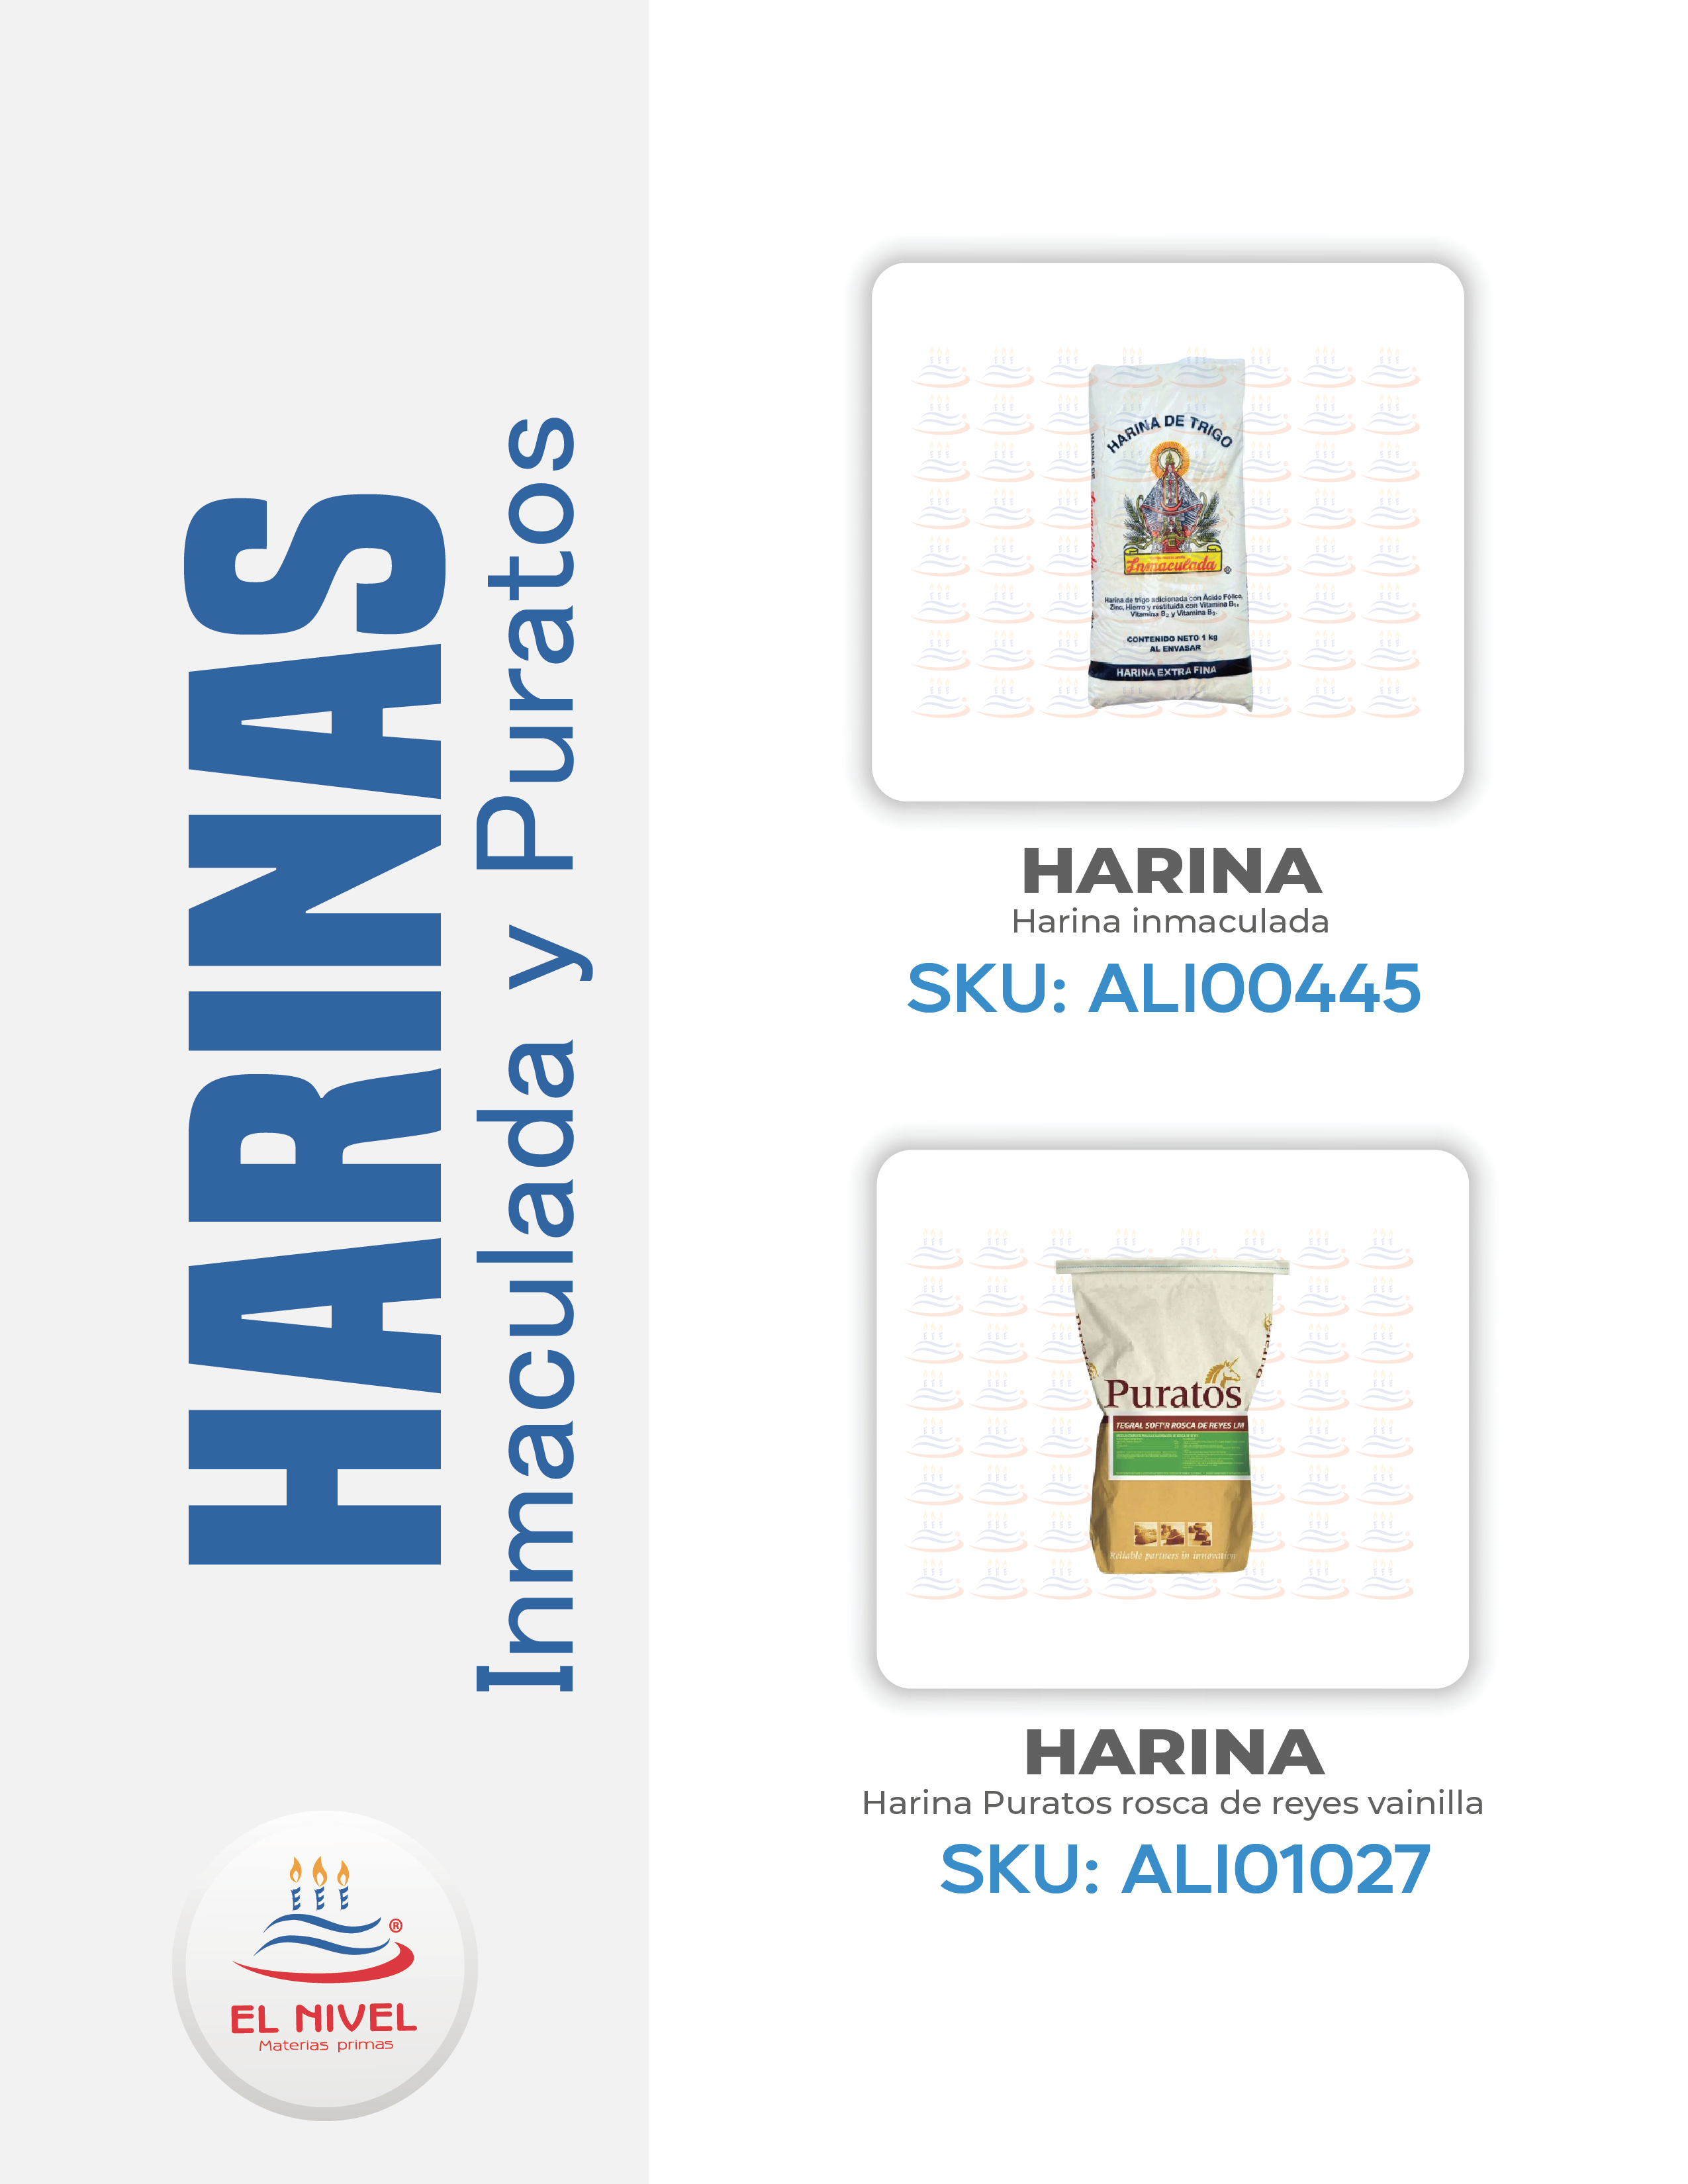 HARINAS
Inmaculada y Puratos
HARINA DE TRIGO
Inmaculada
®
Harina de trigo adicionada con Ácido Fólico,
Zinc, Hierro y restituida con Vitamina B₁,
Vitamina B₂ y Vitamina B₃.
CONTENIDO NETO 1 kg
AL ENVASAR
HARINA EXTRA FINA
HARINA
Harina inmaculada
SKU: ALI00445
Puratos
TEGRAL SOFT'R ROSCA DE REYES LM
Reliable partners in innovation
HARINA
Harina Puratos rosca de reyes vainilla
SKU: ALI01027
®
EL NIVEL
Materias primas